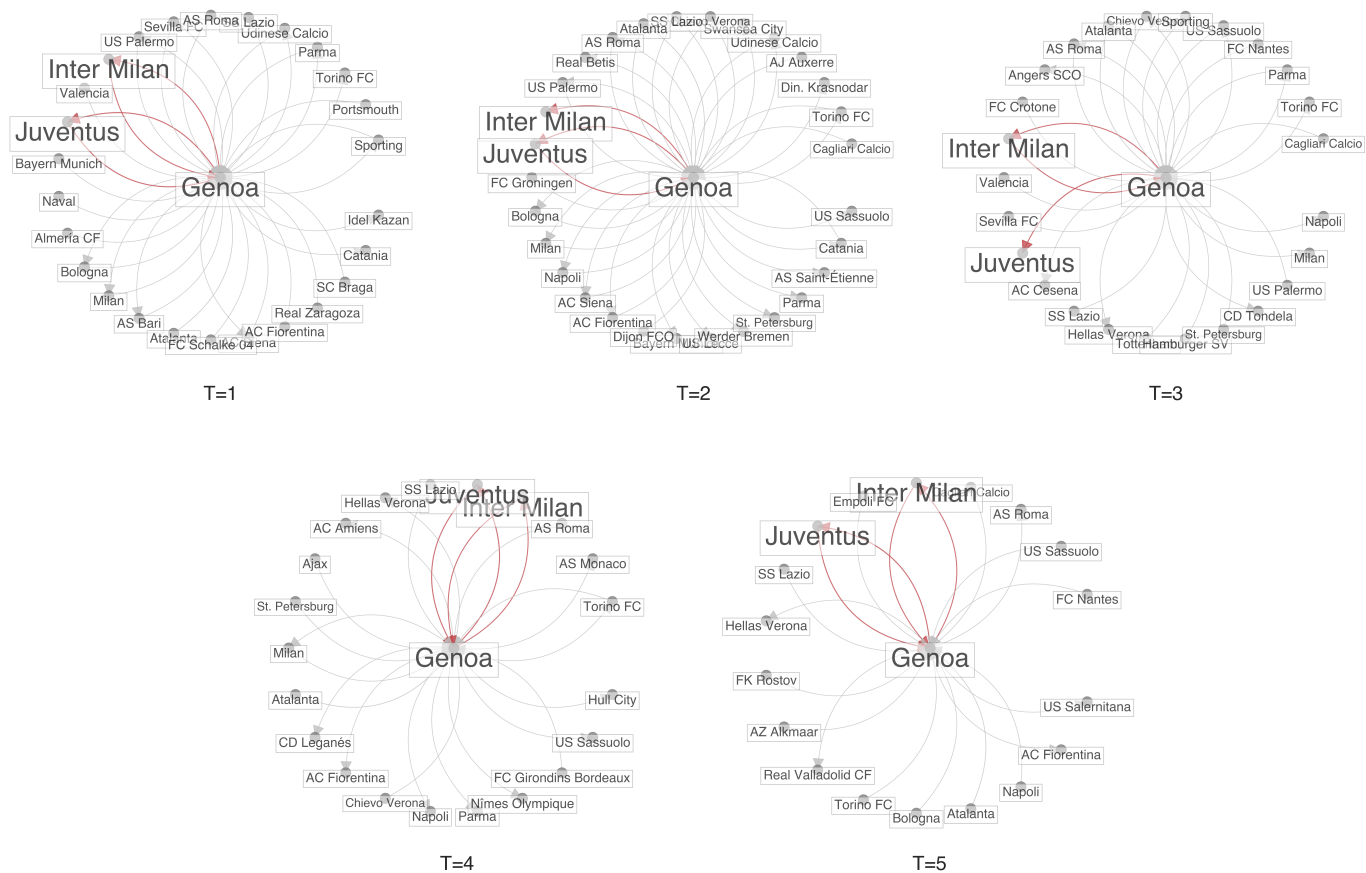 AS Roma
SS Lazio
Sevilla FC
Udinese Calcio
US Palermo
Parma
Inter Milan
Torino FC
Valencia
Portsmouth
Juventus
Sporting
Bayern Munich
Genoa
Naval
Idel Kazan
Almería CF
Catania
Bologna
SC Braga
Milan
Real Zaragoza
AS Bari
AC Fiorentina
Atalanta
FC Schalke 04
T=1
SS Lazio
Verona
Atalanta
Swansea City
AS Roma
Udinese Calcio
Real Betis
AJ Auxerre
US Palermo
Din. Krasnodar
Inter Milan
Torino FC
Juventus
Cagliari Calcio
FC Groningen
Genoa
Bologna
US Sassuolo
Milan
Catania
Napoli
AS Saint-Étienne
AC Siena
Parma
AC Fiorentina
St. Petersburg
Dijon FCO
Werder Bremen
US Lecce
T=2
Chievo
Sporting
Atalanta
US Sassuolo
AS Roma
FC Nantes
Angers SCO
Parma
FC Crotone
Torino FC
Inter Milan
Cagliari Calcio
Valencia
Genoa
Sevilla FC
Napoli
Juventus
Milan
AC Cesena
US Palermo
SS Lazio
CD Tondela
Hellas Verona
St. Petersburg
Hamburger SV
T=3
SS Lazio
Juventus
Hellas Verona
Inter Milan
AC Amiens
AS Roma
Ajax
AS Monaco
St. Petersburg
Torino FC
Milan
Genoa
Atalanta
Hull City
CD Leganés
US Sassuolo
AC Fiorentina
FC Girondins Bordeaux
Chievo Verona
Nîmes Olympique
Napoli
Parma
T=4
Inter Milan
Calcio
Empoli FC
AS Roma
Juventus
US Sassuolo
SS Lazio
FC Nantes
Hellas Verona
Genoa
FK Rostov
US Salernitana
AZ Alkmaar
AC Fiorentina
Real Valladolid CF
Napoli
Torino FC
Atalanta
Bologna
T=5